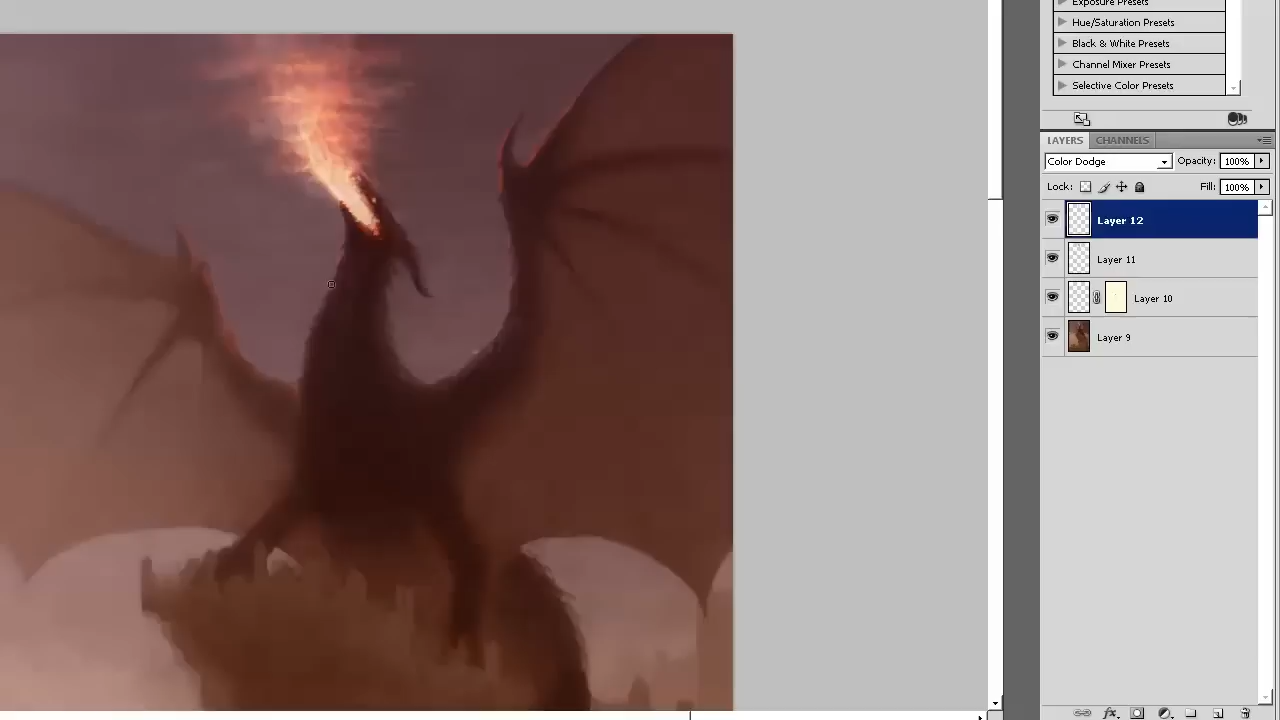 Exposure Presets
Hue/Saturation Presets
Black & White Presets
Channel Mixer Presets
Selective Color Presets
LAYERS CHANNELS
Color Dodge Opacity: 100%
Lock: Fill: 100%
Layer 12
Layer 11
Layer 10
Layer 9
fx